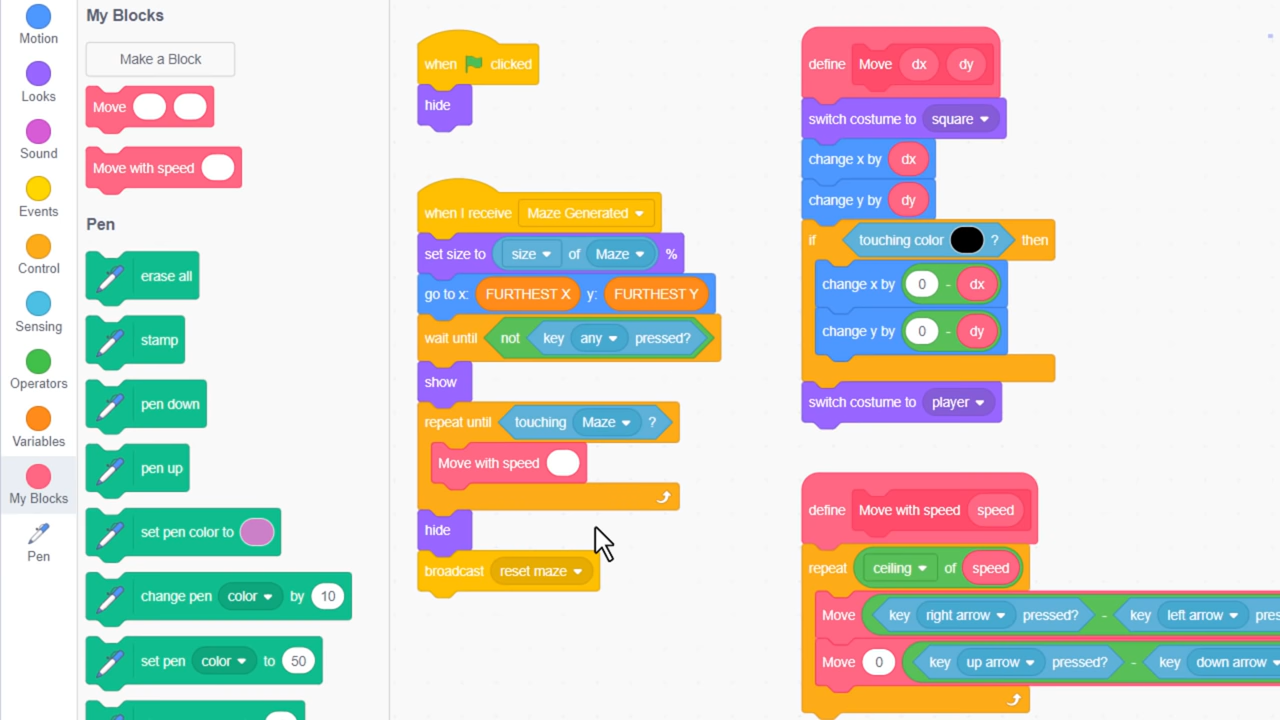 My Blocks
Make a Block
Move
Move with speed
Pen
erase all
stamp
pen down
pen up
set pen color to
change pen color by 10
set pen color to 50
Motion
Looks
Sound
Events
Control
Sensing
Operators
Variables
My Blocks
Pen
when clicked
hide
when I receive Maze Generated
set size to size of Maze %
go to x: FURTHEST X y: FURTHEST Y
wait until not key any pressed?
show
repeat until touching Maze ?
Move with speed
hide
broadcast reset maze
define Move dx dy
switch costume to square
change x by dx
change y by dy
if touching color ? then
change x by 0 - dx
change y by 0 - dy
switch costume to player
define Move with speed speed
repeat ceiling of speed
Move key right arrow pressed? - key left arrow pres
Move 0 key up arrow pressed? - key down arrow